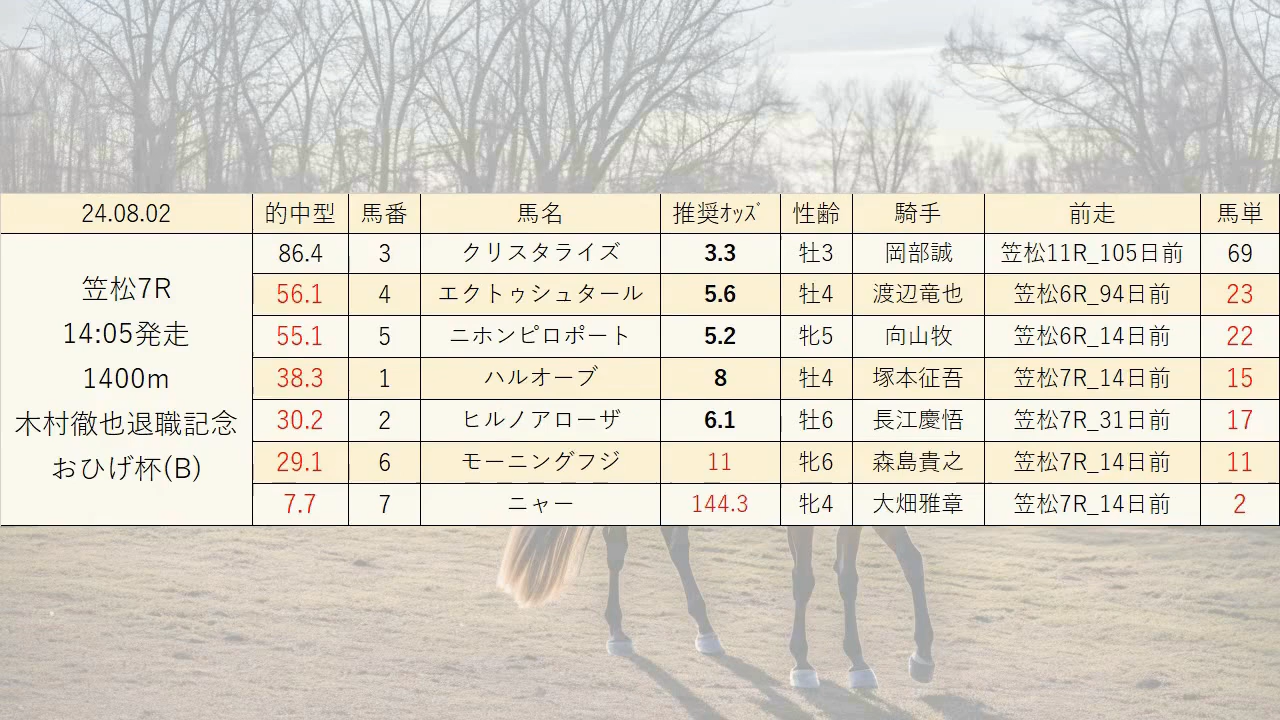 24.08.02 的中型 馬番 馬名 推奨ｵｯｽﾞ 性齢 騎手 前走 馬単
笠松7R
14:05発走
1400m
木村徹也退職記念
おひげ杯(B)
86.4 3 クリスタライズ 3.3 牡3 岡部誠 笠松11R_105日前 69
56.1 4 エクトゥシュタール 5.6 牡4 渡辺竜也 笠松6R_94日前 23
55.1 5 ニホンピロポート 5.2 牝5 向山牧 笠松6R_14日前 22
38.3 1 ハルオーブ 8 牡4 塚本征吾 笠松7R_14日前 15
30.2 2 ヒルノアローザ 6.1 牡6 長江慶悟 笠松7R_31日前 17
29.1 6 モーニングフジ 11 牝6 森島貴之 笠松7R_14日前 11
7.7 7 ニャー 144.3 牝4 大畑雅章 笠松7R_14日前 2